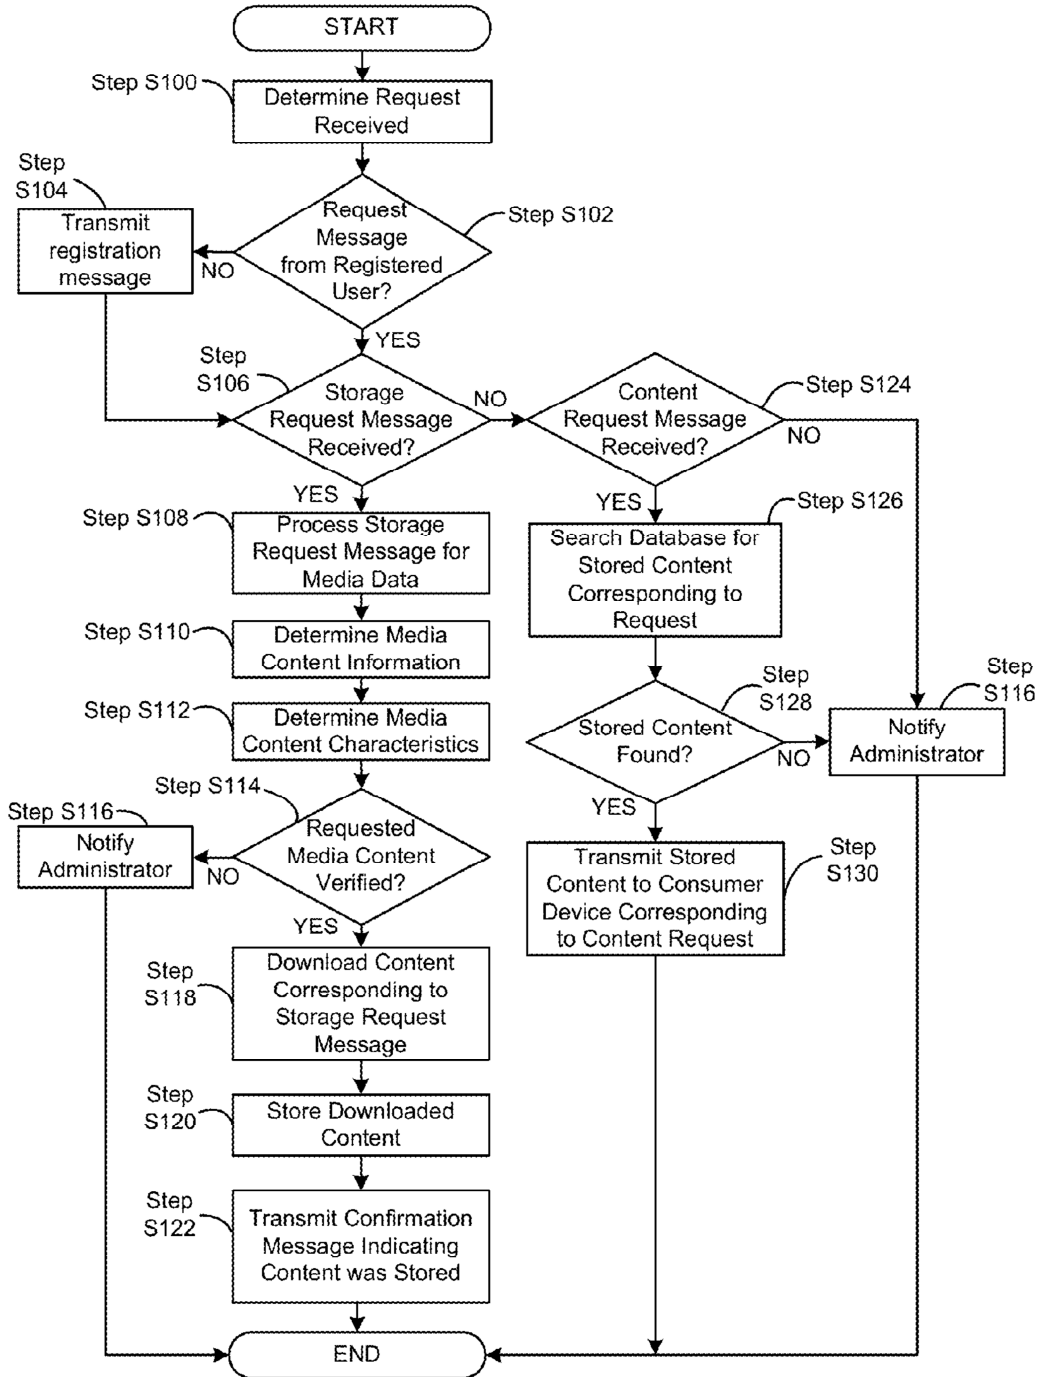 START
Step S100
Determine Request
Received
Step
S104
Transmit
registration
message
Request
Message
from Registered
User?
Step S102
NO
YES
Step
S106
Storage
Request Message
Received?
NO
Content
Request Message
Received?
Step S124
NO
YES
YES
Step S108
Process Storage
Request Message for
Media Data
Step S126
Search Database for
Stored Content
Corresponding to
Request
Step S110
Determine Media
Content Information
Step S112
Determine Media
Content Characteristics
Step
S128
Stored Content
Found?
NO
YES
Step
S116
Notify
Administrator
Step S114
Requested
Media Content
Verified?
Step S116
Notify
Administrator
NO
YES
Transmit Stored
Content to Consumer
Device Corresponding
to Content Request
Step
S130
Step
S118
Download Content
Corresponding to
Storage Request
Message
Step
S120
Store Downloaded
Content
Step
S122
Transmit Confirmation
Message Indicating
Content was Stored
END